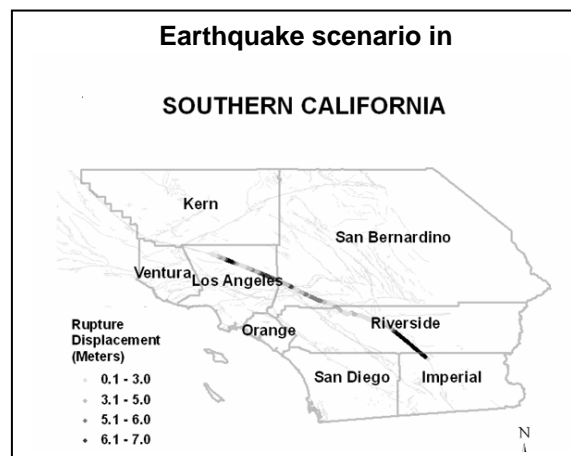 Earthquake scenario in
SOUTHERN CALIFORNIA
Kern
San Bernardino
Ventura
Los Angeles
Orange
Riverside
San Diego
Imperial
Rupture
Displacement
(Meters)
0.1 - 3.0
3.1 - 5.0
5.1 - 6.0
6.1 - 7.0
N